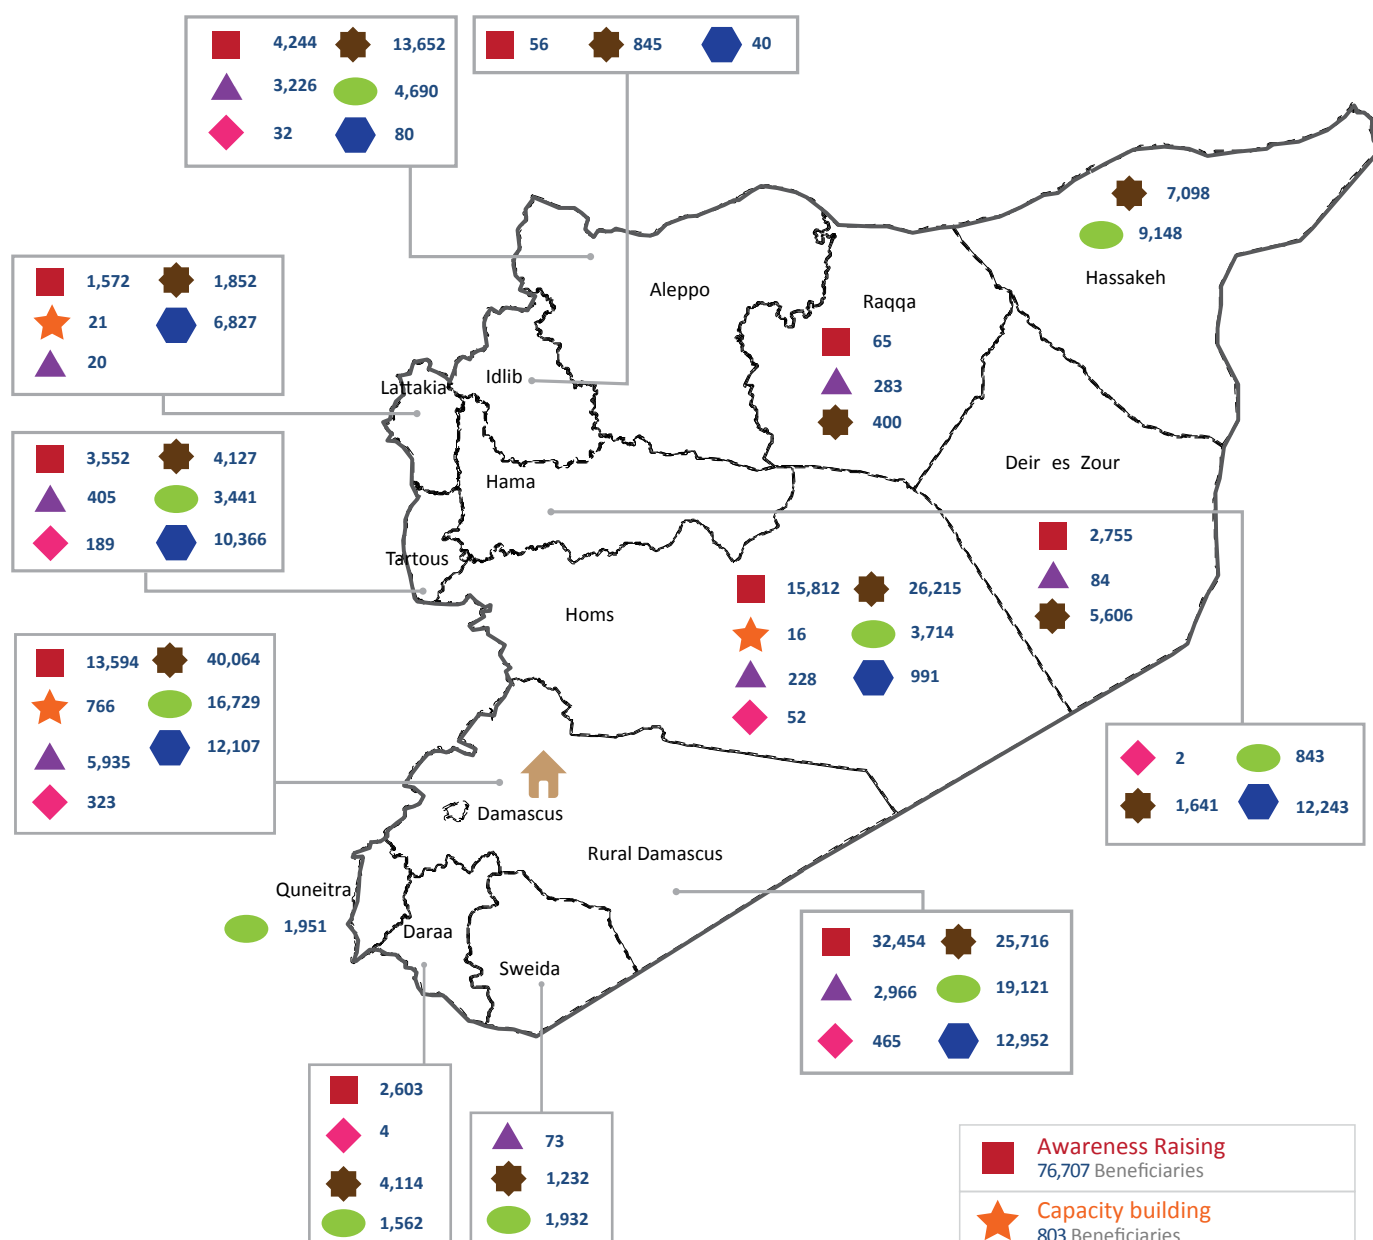 4,244 13,652
3,226 4,690
32 80
56 845 40
7,098
9,148
Hassakeh
Aleppo
Raqqa
65
283
400
1,572 1,852
21 6,827
20
Lattakia
Idlib
3,552 4,127
405 3,441
189 10,366
Hama
Deir es Zour
Tartous
2,755
84
5,606
Homs
15,812 26,215
16 3,714
228 991
52
13,594 40,064
766 16,729
5,935 12,107
323
2 843
1,641 12,243
Damascus
Rural Damascus
Quneitra
1,951
Daraa
Sweida
32,454 25,716
2,966 19,121
465 12,952
2,603
4
4,114
1,562
73
1,232
1,932
Awareness Raising
76,707 Beneficiaries
Capacity building
803 Beneficiaries